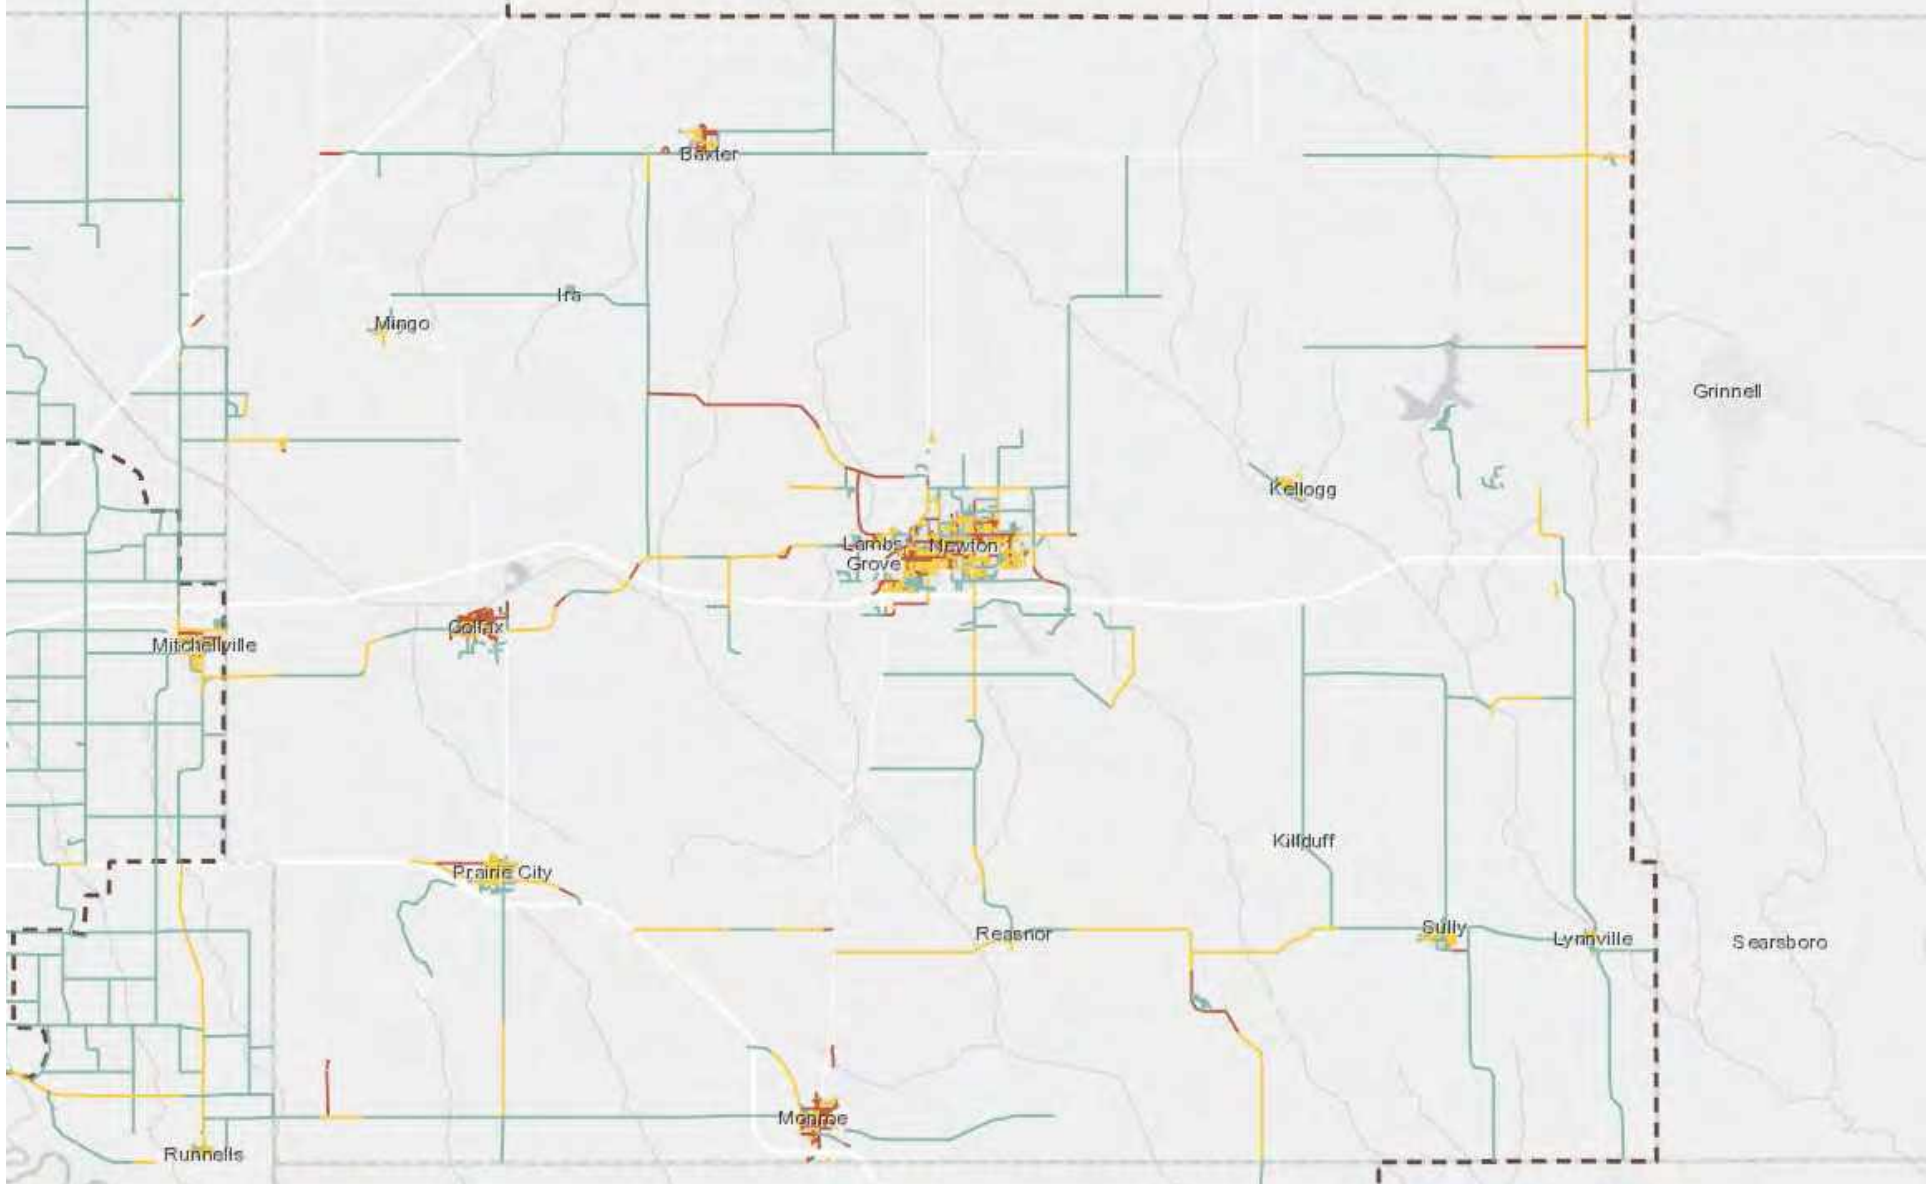 Baxter
Ira
Mingo
Grinnell
Kellogg
Lambs
Grove
Newton
Colfax
Mitchellville
Killduff
Prairie City
Reasnor
Sully
Lynnville
Searsboro
Monroe
Runnells